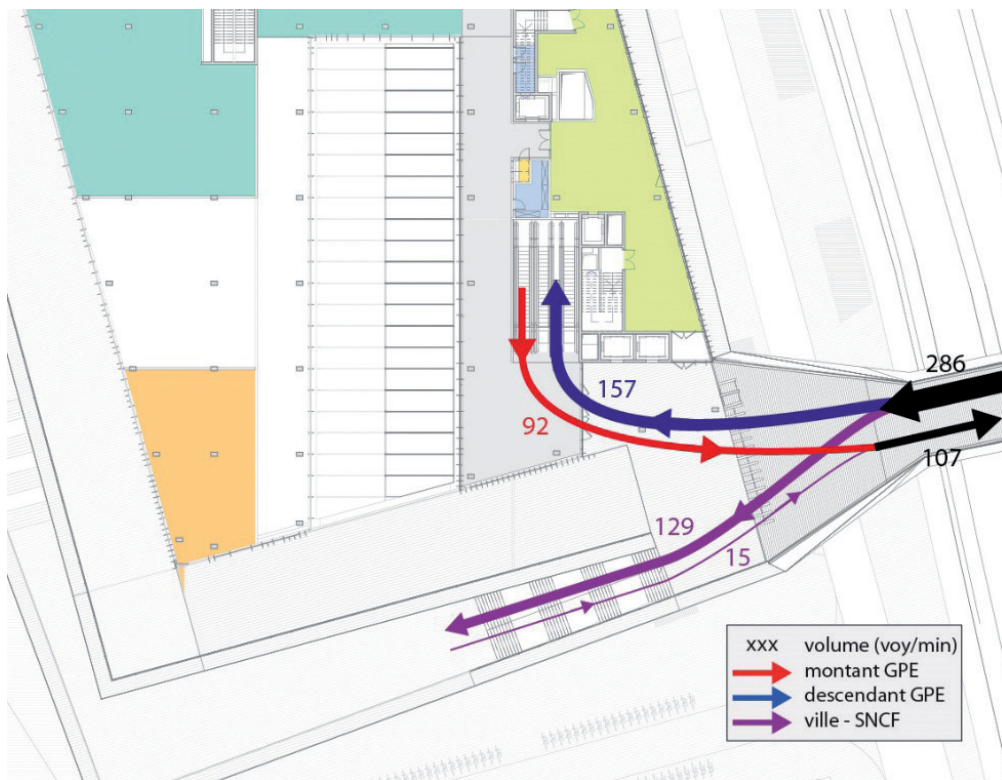 286
157
92
107
129
15
xxx volume (voy/min)
montant GPE
descendant GPE
ville - SNCF